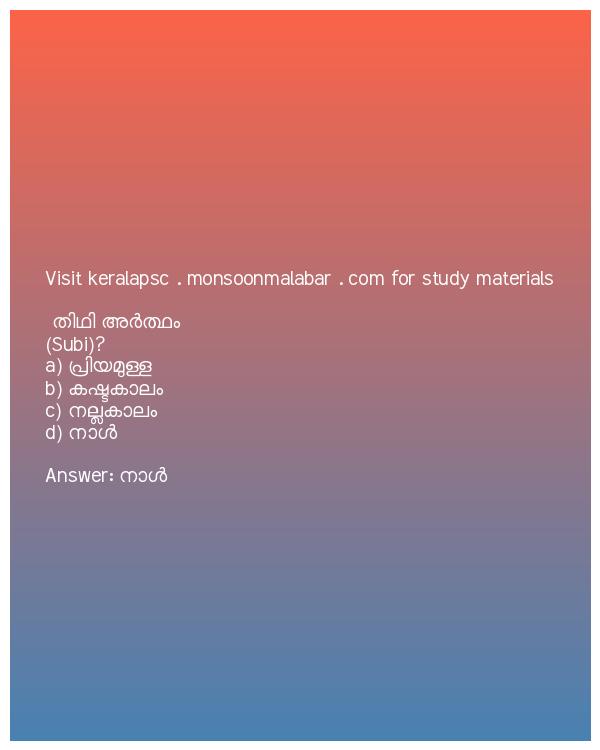 Visit keralapsc . monsoonmalabar . com for study materials
തിഥി അർത്ഥം
(Subi)?
a) പ്രിയമുള്ള
b) കഷ്ടകാലം
c) നല്ലകാലം
d) നാൾ
Answer: നാൾ